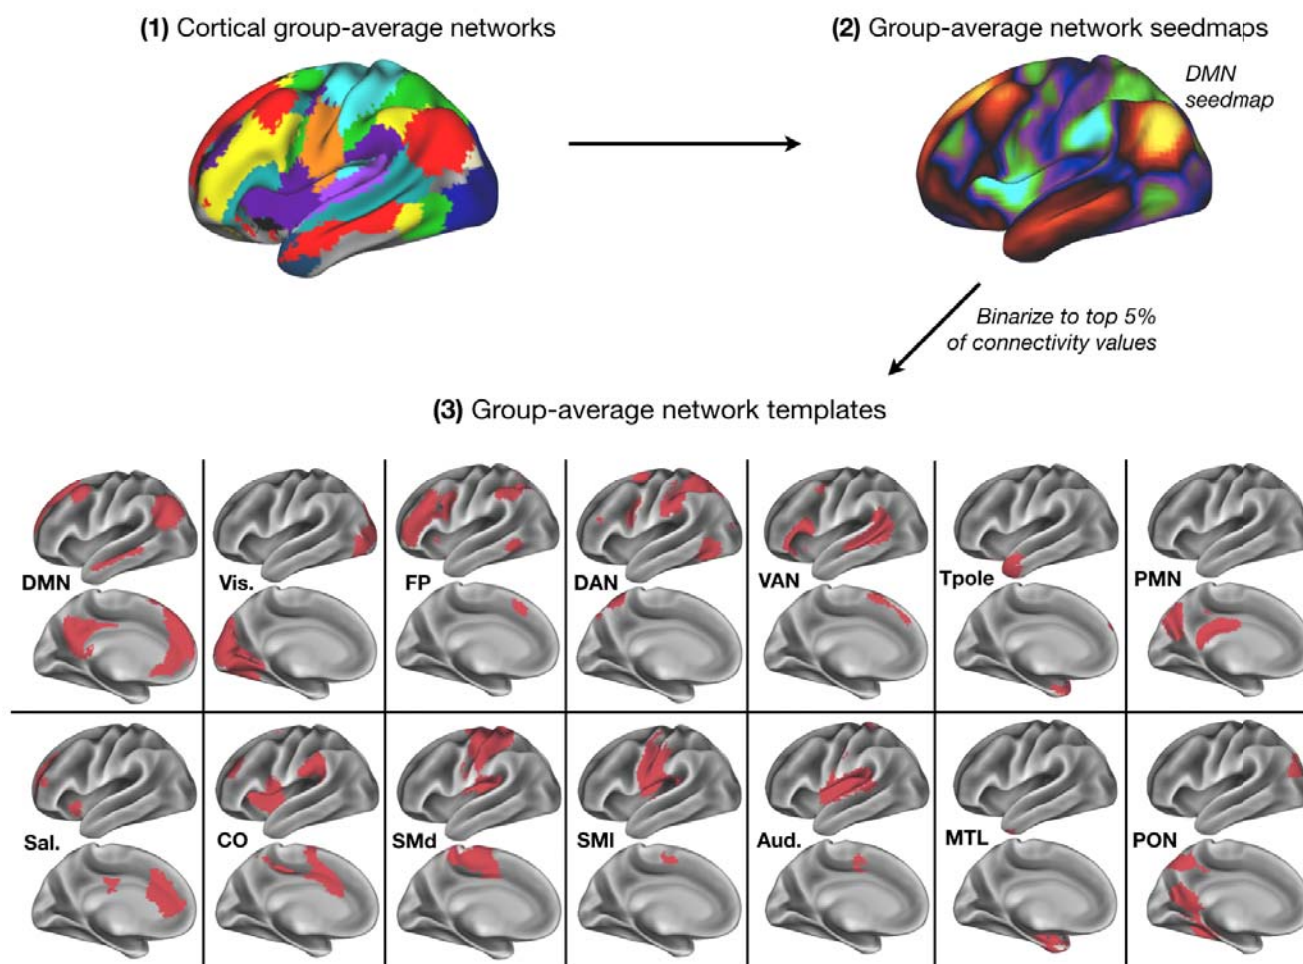 (1) Cortical group-average networks
(2) Group-average network seedmaps
DMN
seedmap
Binarize to top 5%
of connectivity values
(3) Group-average network templates
DMN
Vis.
FP
DAN
VAN
Tpole
PMN
Sal.
CO
SMd
SMl
Aud.
MTL
PON